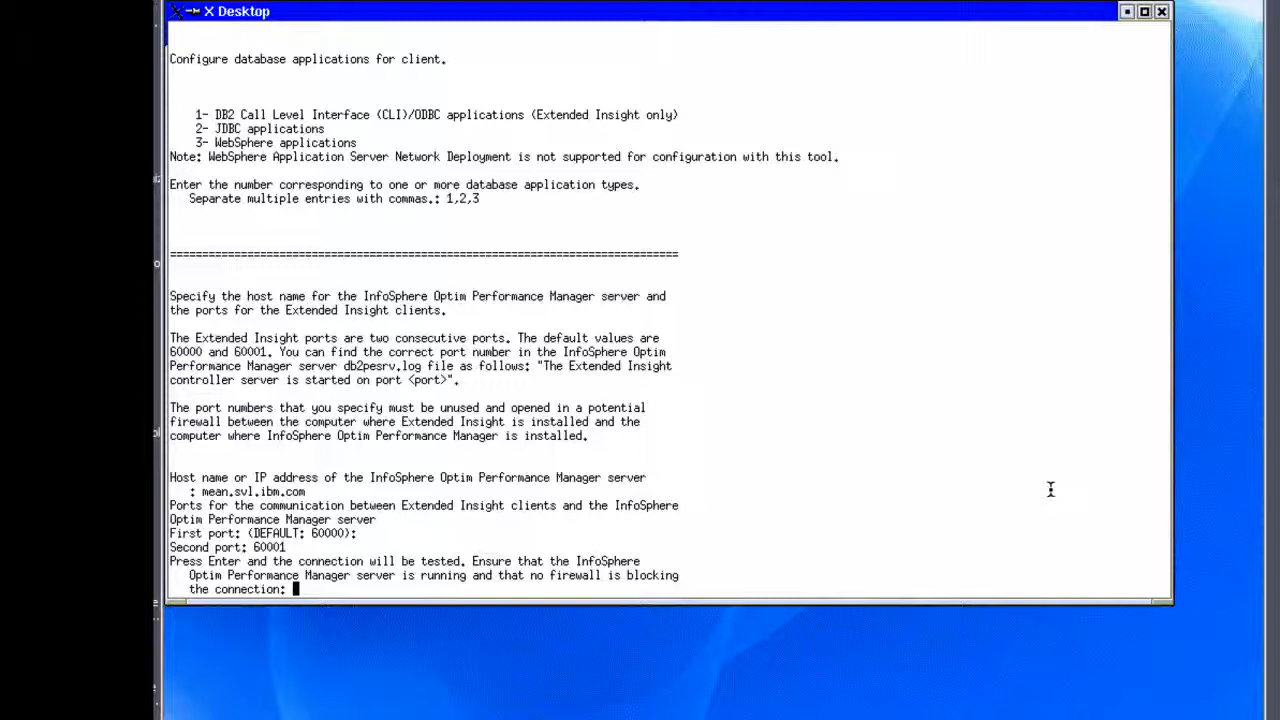 X Desktop
Configure database applications for client.
1- DB2 Call Level Interface (CLI)/ODBC applications (Extended Insight only)
2- JDBC applications
3- WebSphere applications
Note: WebSphere Application Server Network Deployment is not supported for configuration with this tool.
Enter the number corresponding to one or more database application types.
Separate multiple entries with commas.: 1,2,3
===============================================================================
Specify the host name for the InfoSphere Optim Performance Manager server and
the ports for the Extended Insight clients.
The Extended Insight ports are two consecutive ports. The default values are
60000 and 60001. You can find the correct port number in the InfoSphere Optim
Performance Manager server db2pesrv.log file as follows: "The Extended Insight
controller server is started on port <port>".
The port numbers that you specify must be unused and opened in a potential
firewall between the computer where Extended Insight is installed and the
computer where InfoSphere Optim Performance Manager is installed.
Host name or IP address of the InfoSphere Optim Performance Manager server
: mean.svl.ibm.com
Ports for the communication between Extended Insight clients and the InfoSphere
Optim Performance Manager server
First port: (DEFAULT: 60000):
Second port: 60001
Press Enter and the connection will be tested. Ensure that the InfoSphere
Optim Performance Manager server is running and that no firewall is blocking
the connection: